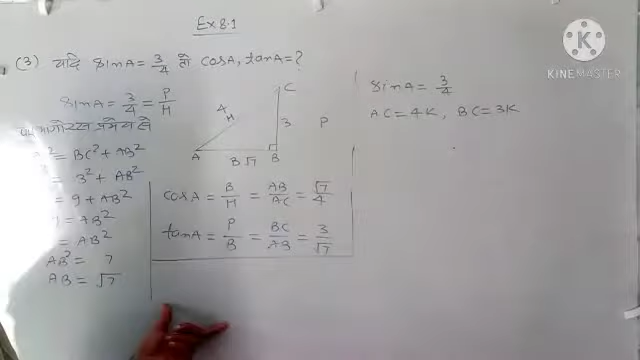 Ex 8.1
(3) यदि sinA = 3/4 हो cosA, tanA = ?
sinA = 3/4 = P/H
प्रमेय से
= BC² + AB²
= 3² + AB²
= 9 + AB²
= AB²
= AB²
AB² = 7
AB = √7
C
4
H
3
P
A
B √7
B
cosA = B/H = AB/AC = √7/4
tanA = P/B = BC/AB = 3/√7
sinA = 3/4
AC = 4K, BC = 3K
K
KINEMASTER